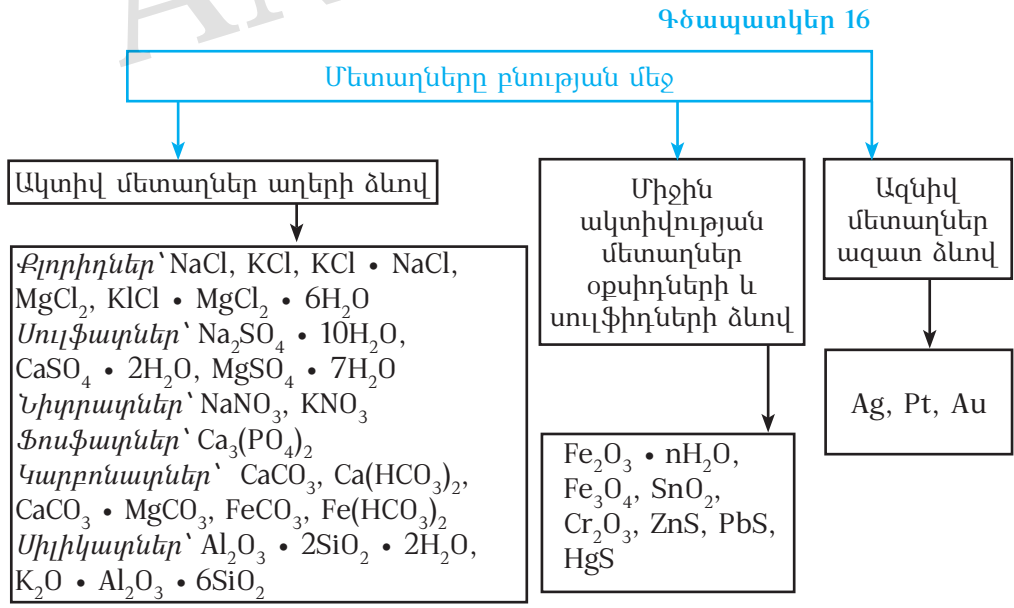 Գծապատկեր 16
Մետաղները բնության մեջ
Ակտիվ մետաղներ աղերի ձևով
Քլորիդներ՝ NaCl, KCl, KCl • NaCl,
MgCl₂, KlCl • MgCl₂ • 6H₂O
Սուլֆատներ՝ Na₂SO₄ • 10H₂O,
CaSO₄ • 2H₂O, MgSO₄ • 7H₂O
Նիտրատներ՝ NaNO₃, KNO₃
Ֆոսֆատներ՝ Ca₃(PO₄)₂
Կարբոնատներ՝ CaCO₃, Ca(HCO₃)₂,
CaCO₃ • MgCO₃, FeCO₃, Fe(HCO₃)₂
Սիլիկատներ՝ Al₂O₃ • 2SiO₂ • 2H₂O,
K₂O • Al₂O₃ • 6SiO₂
Միջին
ակտիվության
մետաղներ
օքսիդների և
սուլֆիդների ձևով
Fe₂O₃ • nH₂O,
Fe₃O₄, SnO₂,
Cr₂O₃, ZnS, PbS,
HgS
Ազնիվ
մետաղներ
ազատ ձևով
Ag, Pt, Au